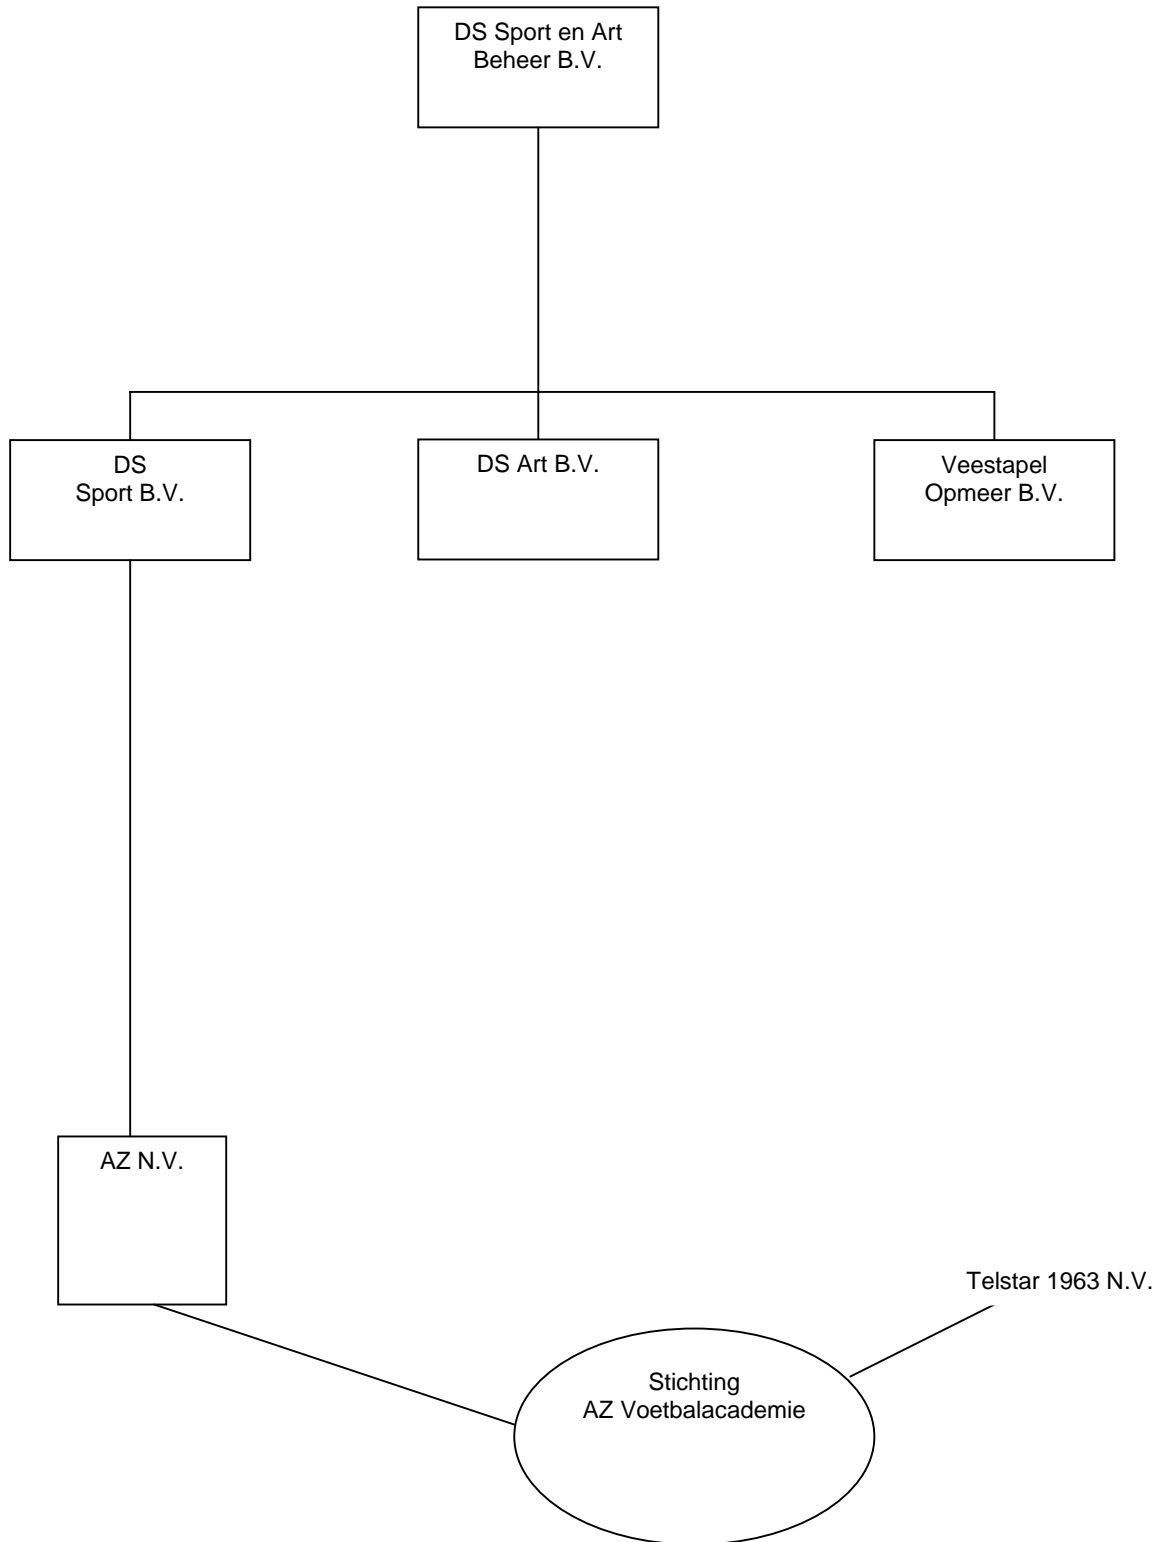 DS Sport en Art
Beheer B.V.
DS
Sport B.V.
DS Art B.V.
Veestapel
Opmeer B.V.
AZ N.V.
Telstar 1963 N.V.
Stichting
AZ Voetbalacademie